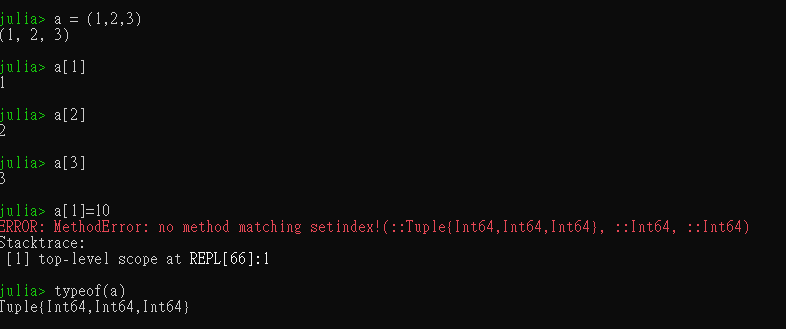 julia> a = (1,2,3)
(1, 2, 3)
julia> a[1]
1
julia> a[2]
2
julia> a[3]
3
julia> a[1]=10
ERROR: MethodError: no method matching setindex!(::Tuple{Int64,Int64,Int64}, ::Int64, ::Int64)
Stacktrace:
 [1] top-level scope at REPL[66]:1
julia> typeof(a)
Tuple{Int64,Int64,Int64}